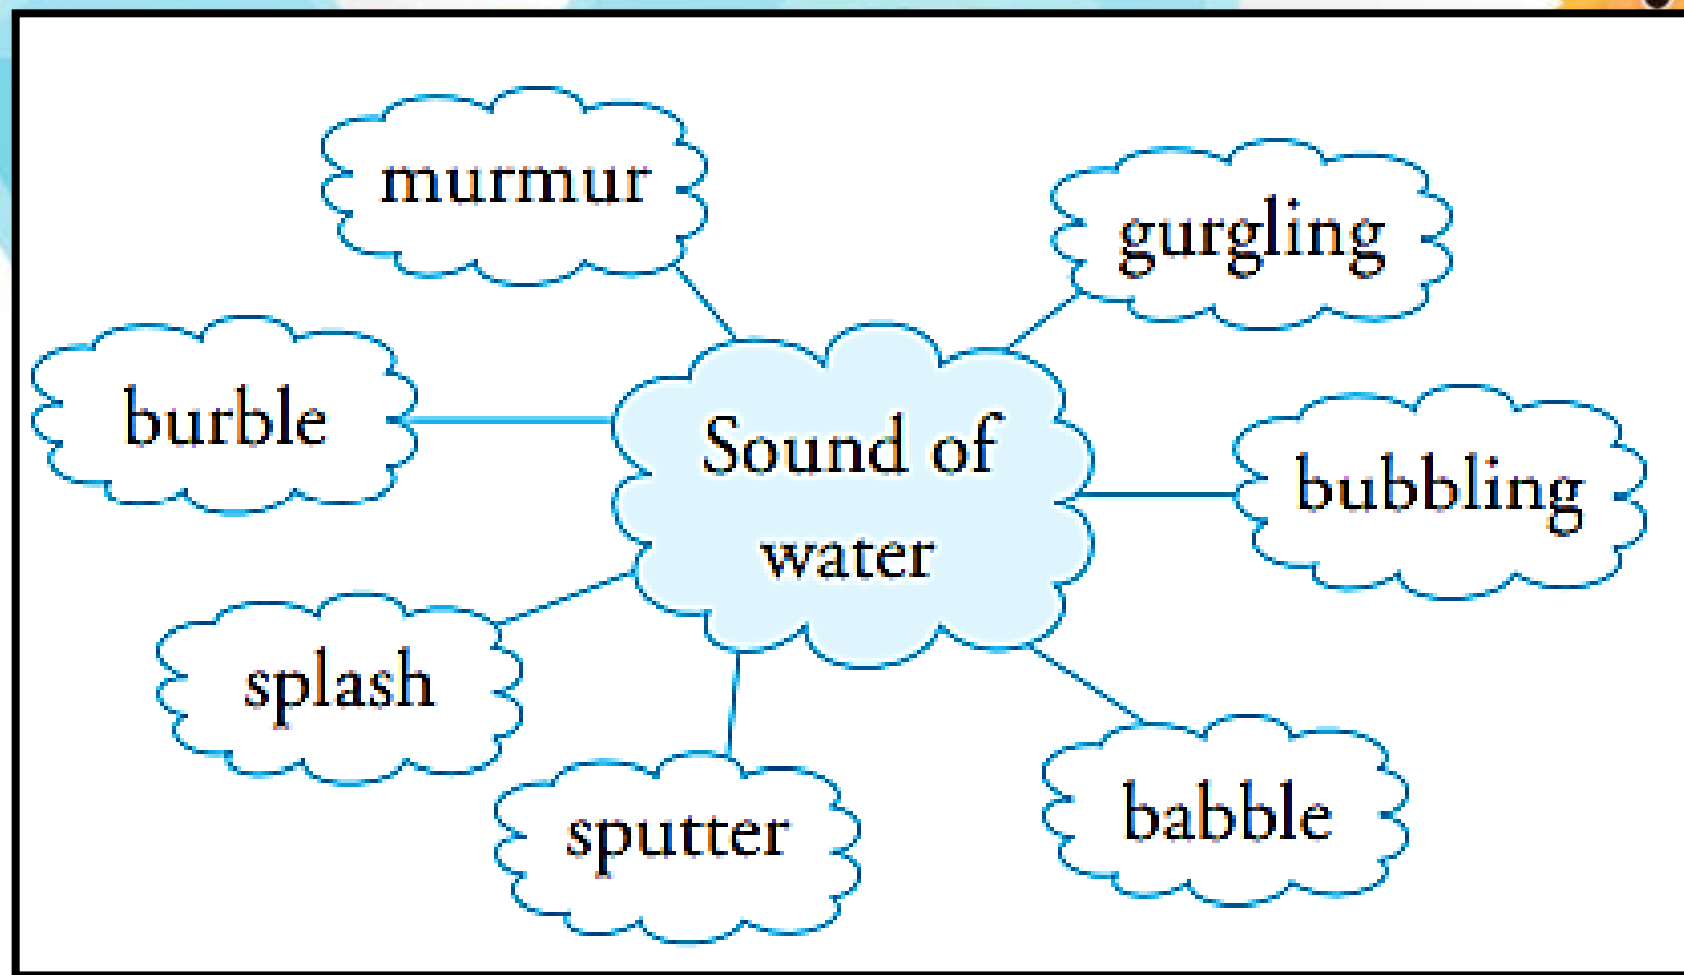 murmur
gurgling
burble
Sound of
water
bubbling
splash
sputter
babble